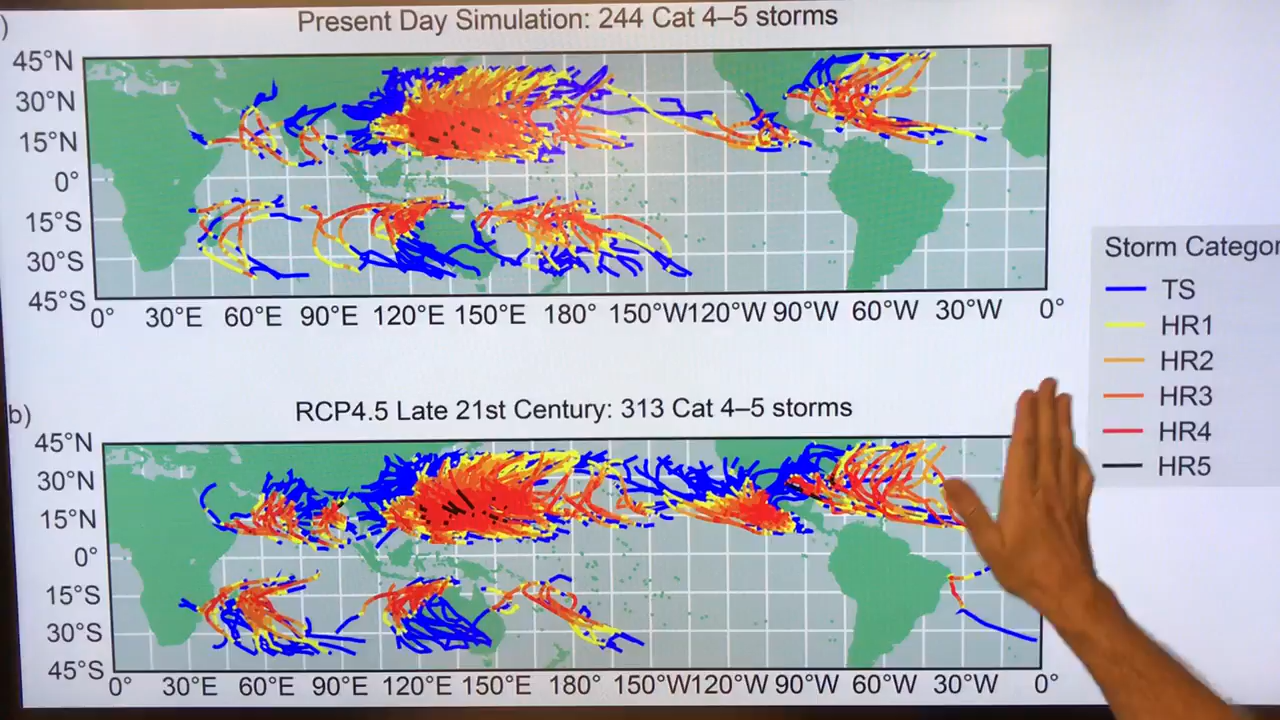 )
Present Day Simulation: 244 Cat 4–5 storms
45°N
30°N
15°N
0°
15°S
30°S
45°S
0° 30°E 60°E 90°E 120°E 150°E 180° 150°W 120°W 90°W 60°W 30°W 0°
Storm Categor
TS
HR1
HR2
HR3
HR4
HR5
b)
RCP4.5 Late 21st Century: 313 Cat 4–5 storms
45°N
30°N
15°N
0°
15°S
30°S
45°S
0° 30°E 60°E 90°E 120°E 150°E 180° 150°W 120°W 90°W 60°W 30°W 0°